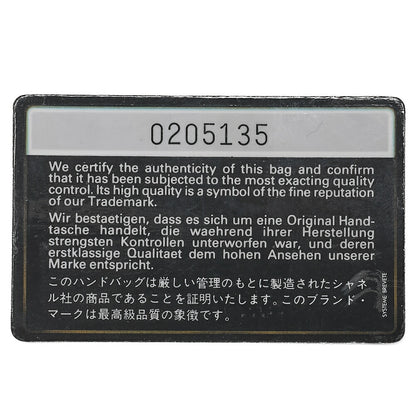 0205135
We certify the authenticity of this bag and confirm
that it has been subjected to the most exacting quality
control. Its high quality is a symbol of the fine reputation
of our Trademark.
Wir bestaetigen, dass es sich um eine Original Hand-
tasche handelt, die waehrend ihrer Herstellung
strengsten Kontrollen unterworfen war, und deren
erstklassige Qualitaet dem hohen Ansehen unserer
Marke entspricht.
このハンドバッグは厳しい管理のもとに製造されたシャネ
ル社の商品であることを証明いたします。このブランド・
マークは最高級品質の象徴です。
SYSTEME BREVETE